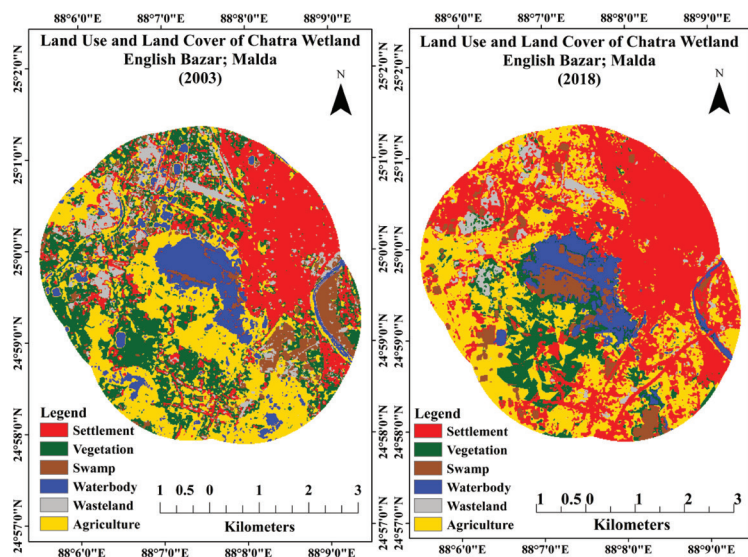 88°6'0"E 88°7'0"E 88°8'0"E 88°9'0"E
Land Use and Land Cover of Chatra Wetland
English Bazar; Malda
(2003)
N
25°2'0"N
25°1'0"N
25°0'0"N
24°59'0"N
24°58'0"N
24°57'0"N
Legend
Settlement
Vegetation
Swamp
Waterbody
Wasteland
Agriculture
1 0.5 0 1 2 3
Kilometers
88°6'0"E 88°7'0"E 88°8'0"E 88°9'0"E
88°6'0"E 88°7'0"E 88°8'0"E 88°9'0"E
Land Use and Land Cover of Chatra Wetland
English Bazar; Malda
(2018)
N
25°2'0"N
25°1'0"N
25°0'0"N
24°59'0"N
24°58'0"N
24°57'0"N
Legend
Settlement
Vegetation
Swamp
Waterbody
Wasteland
Agriculture
1 0.5 0 1 2 3
Kilometers
88°6'0"E 88°7'0"E 88°8'0"E 88°9'0"E